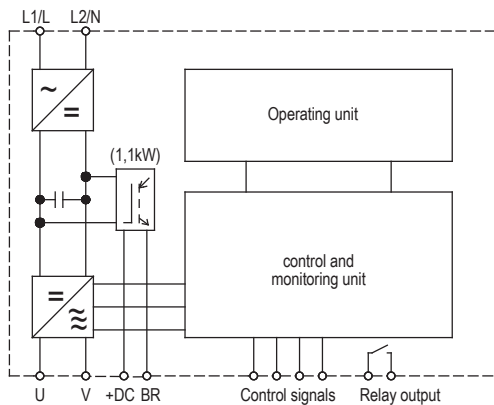 L1/L L2/N
~
=
Operating unit
(1,1kW)
control and
monitoring unit
=
≈
U V +DC BR Control signals Relay output